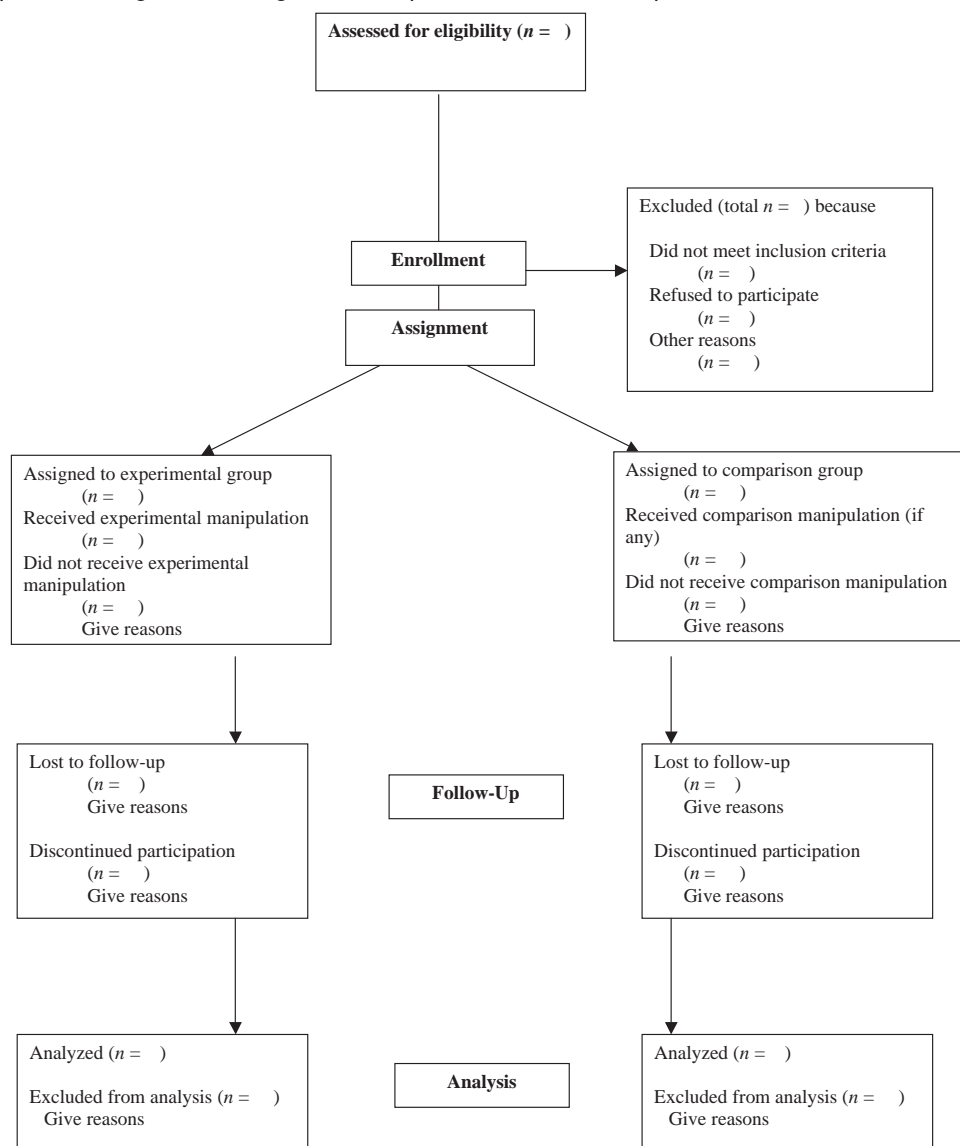 Assessed for eligibility (n = )
Excluded (total n = ) because
Did not meet inclusion criteria
(n = )
Refused to participate
(n = )
Other reasons
(n = )
Enrollment
Assignment
Assigned to experimental group
(n = )
Received experimental manipulation
(n = )
Did not receive experimental
manipulation
(n = )
Give reasons
Assigned to comparison group
(n = )
Received comparison manipulation (if
any)
(n = )
Did not receive comparison manipulation
(n = )
Give reasons
Lost to follow-up
(n = )
Give reasons
Discontinued participation
(n = )
Give reasons
Follow-Up
Lost to follow-up
(n = )
Give reasons
Discontinued participation
(n = )
Give reasons
Analyzed (n = )
Excluded from analysis (n = )
Give reasons
Analysis
Analyzed (n = )
Excluded from analysis (n = )
Give reasons